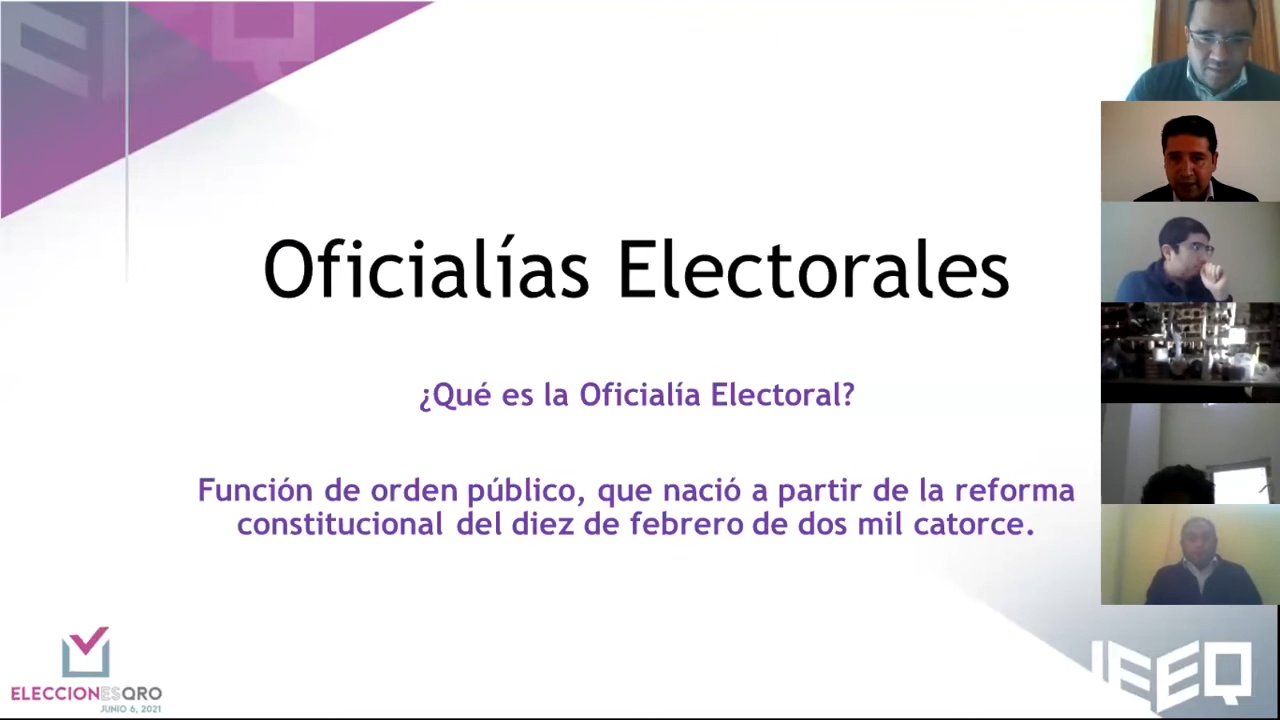 EQ
Oficialías Electorales
¿Qué es la Oficialía Electoral?
Función de orden público, que nació a partir de la reforma
constitucional del diez de febrero de dos mil catorce.
ELECCIONESQRO
JUNIO 6, 2021
IEEQ